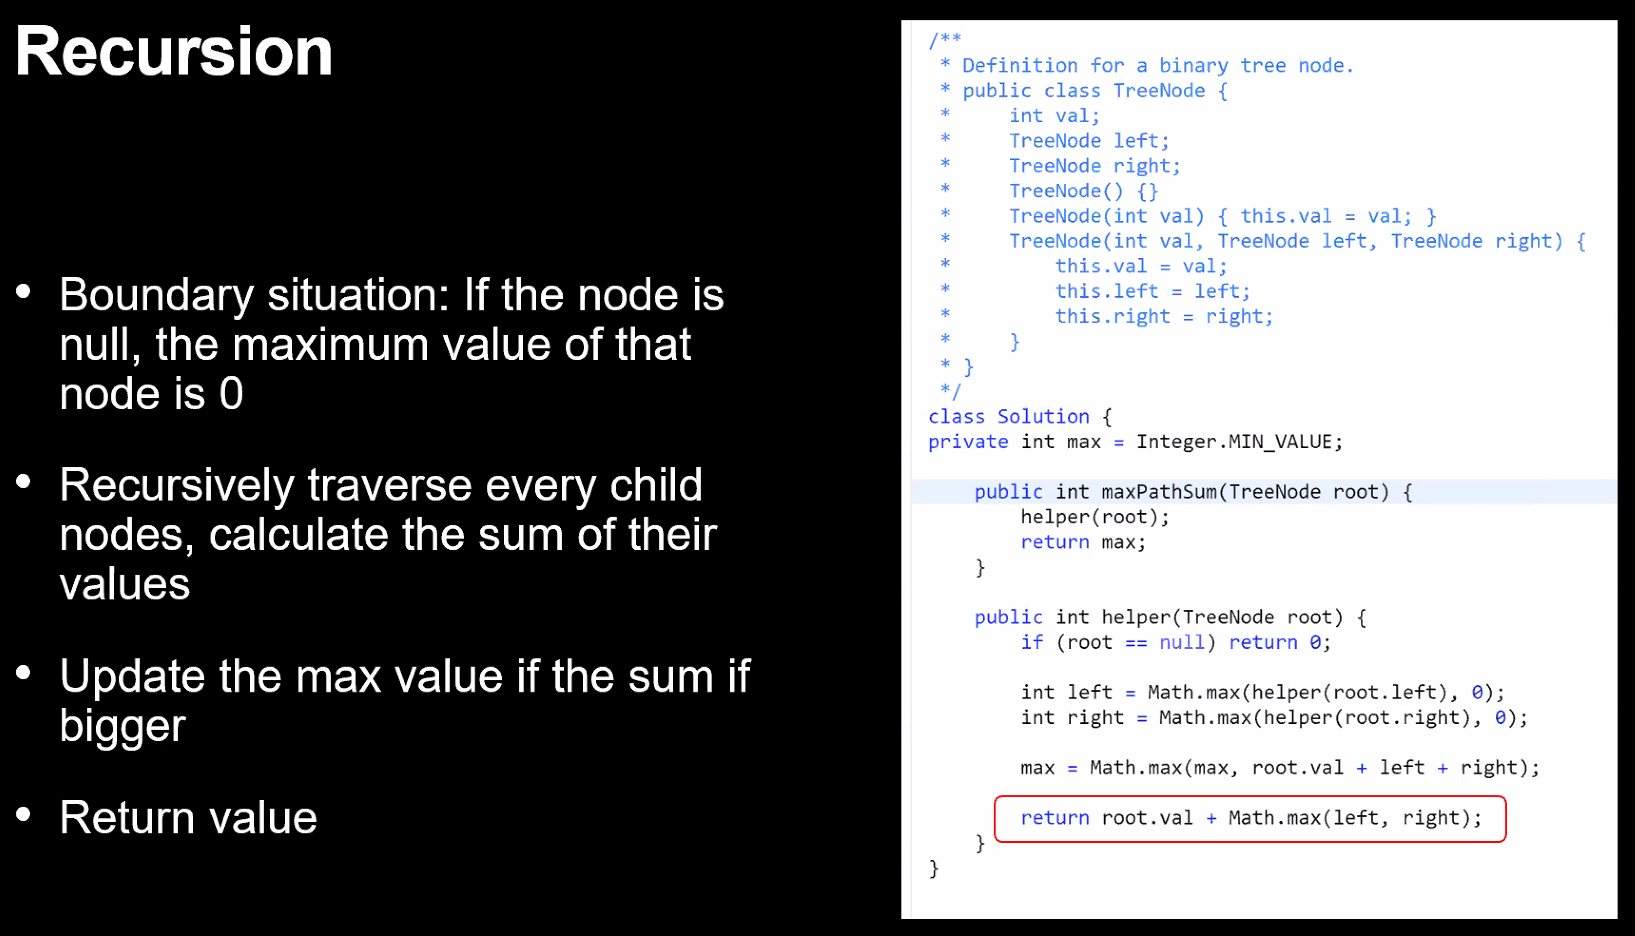 Recursion
• Boundary situation: If the node is
null, the maximum value of that
node is 0
• Recursively traverse every child
nodes, calculate the sum of their
values
• Update the max value if the sum if
bigger
• Return value
/**
 * Definition for a binary tree node.
 * public class TreeNode {
 *     int val;
 *     TreeNode left;
 *     TreeNode right;
 *     TreeNode() {}
 *     TreeNode(int val) { this.val = val; }
 *     TreeNode(int val, TreeNode left, TreeNode right) {
 *         this.val = val;
 *         this.left = left;
 *         this.right = right;
 *     }
 * }
 */
class Solution {
private int max = Integer.MIN_VALUE;
    public int maxPathSum(TreeNode root) {
        helper(root);
        return max;
    }
    public int helper(TreeNode root) {
        if (root == null) return 0;
        int left = Math.max(helper(root.left), 0);
        int right = Math.max(helper(root.right), 0);
        max = Math.max(max, root.val + left + right);
        return root.val + Math.max(left, right);
    }
}